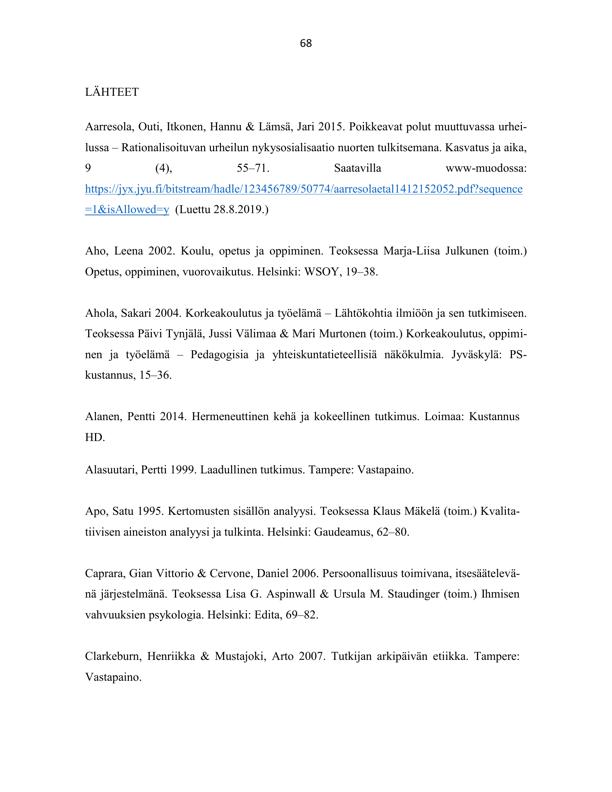 68
LÄHTEET
Aarresola, Outi, Itkonen, Hannu & Lämsä, Jari 2015. Poikkeavat polut muuttuvassa urhei-
lussa – Rationalisoituvan urheilun nykysosialisaatio nuorten tulkitsemana. Kasvatus ja aika,
9 (4), 55–71. Saatavilla www-muodossa:
https://jyx.jyu.fi/bitstream/hadle/123456789/50774/aarresolaetal1412152052.pdf?sequence
=1&isAllowed=y (Luettu 28.8.2019.)
Aho, Leena 2002. Koulu, opetus ja oppiminen. Teoksessa Marja-Liisa Julkunen (toim.)
Opetus, oppiminen, vuorovaikutus. Helsinki: WSOY, 19–38.
Ahola, Sakari 2004. Korkeakoulutus ja työelämä – Lähtökohtia ilmiöön ja sen tutkimiseen.
Teoksessa Päivi Tynjälä, Jussi Välimaa & Mari Murtonen (toim.) Korkeakoulutus, oppimi-
nen ja työelämä – Pedagogisia ja yhteiskuntatieteellisiä näkökulmia. Jyväskylä: PS-
kustannus, 15–36.
Alanen, Pentti 2014. Hermeneuttinen kehä ja kokeellinen tutkimus. Loimaa: Kustannus
HD.
Alasuutari, Pertti 1999. Laadullinen tutkimus. Tampere: Vastapaino.
Apo, Satu 1995. Kertomusten sisällön analyysi. Teoksessa Klaus Mäkelä (toim.) Kvalita-
tiivisen aineiston analyysi ja tulkinta. Helsinki: Gaudeamus, 62–80.
Caprara, Gian Vittorio & Cervone, Daniel 2006. Persoonallisuus toimivana, itsesäätelevä-
nä järjestelmänä. Teoksessa Lisa G. Aspinwall & Ursula M. Staudinger (toim.) Ihmisen
vahvuuksien psykologia. Helsinki: Edita, 69–82.
Clarkeburn, Henriikka & Mustajoki, Arto 2007. Tutkijan arkipäivän etiikka. Tampere:
Vastapaino.